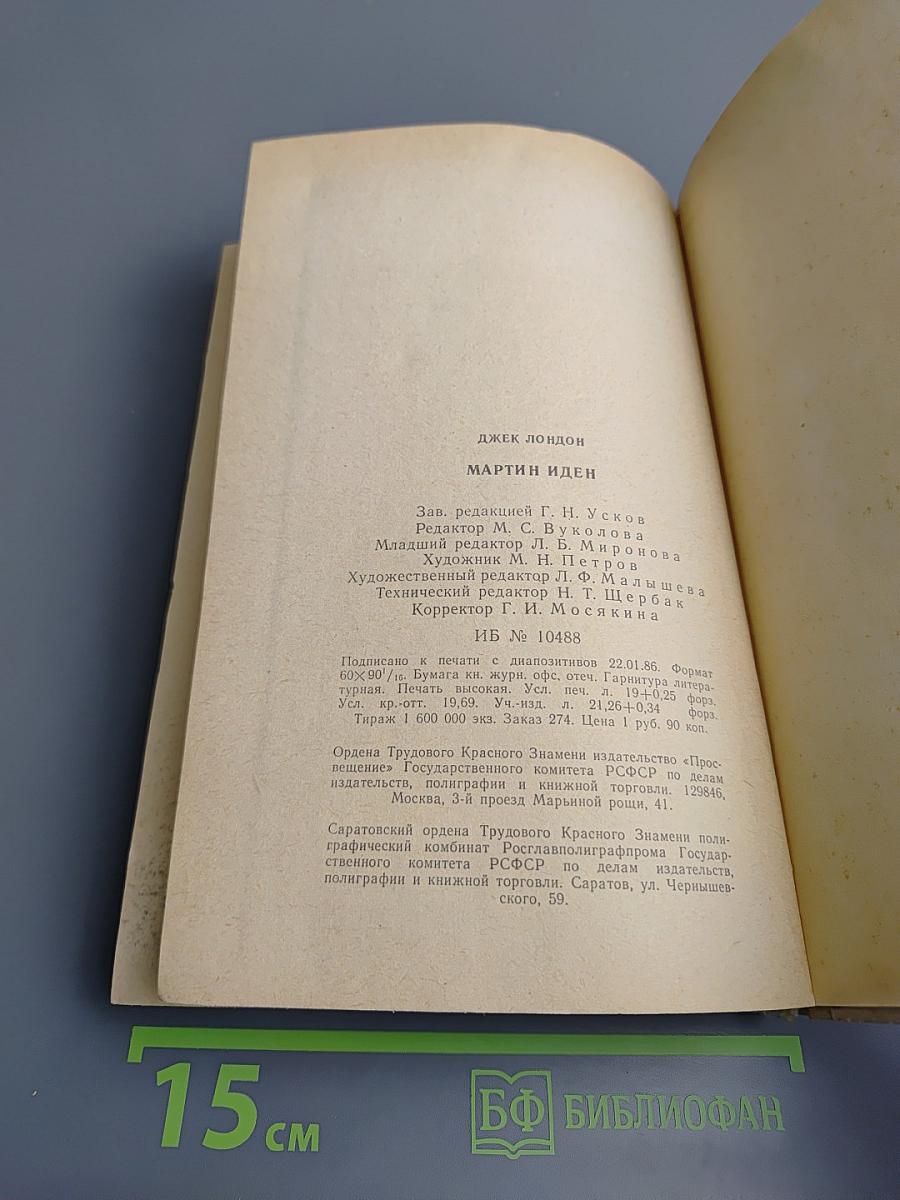 ДЖЕК ЛОНДОН
МАРТИН ИДЕН
Зав. редакцией Г. Н. Усков
Редактор М. С. Вуколова
Младший редактор Л. Б. Миронова
Художник М. Н. Петров
Художественный редактор Л. Ф. Малышева
Технический редактор Н. Т. Щербак
Корректор Г. И. Мосякина
ИБ № 10488
Подписано к печати с диапозитивов 22.01.86. Формат
60×90¹/₁₆. Бумага кн. журн. офс. отеч. Гарнитура литера-
турная. Печать высокая. Усл. печ. л. 19+0,25 форз.
Усл. кр.-отт. 19,69. Уч.-изд. л. 21,26+0,34 форз.
Тираж 1 600 000 экз. Заказ 274. Цена 1 руб. 90 коп.
Ордена Трудового Красного Знамени издательство «Прос-
вещение» Государственного комитета РСФСР по делам
издательств, полиграфии и книжной торговли. 129846,
Москва, 3-й проезд Марьиной рощи, 41.
Саратовский ордена Трудового Красного Знамени поли-
графический комбинат Росглавполиграфпрома Государ-
ственного комитета РСФСР по делам издательств,
полиграфии и книжной торговли. Саратов, ул. Чернышев-
ского, 59.
15 см
БФ БИБЛИОФАН